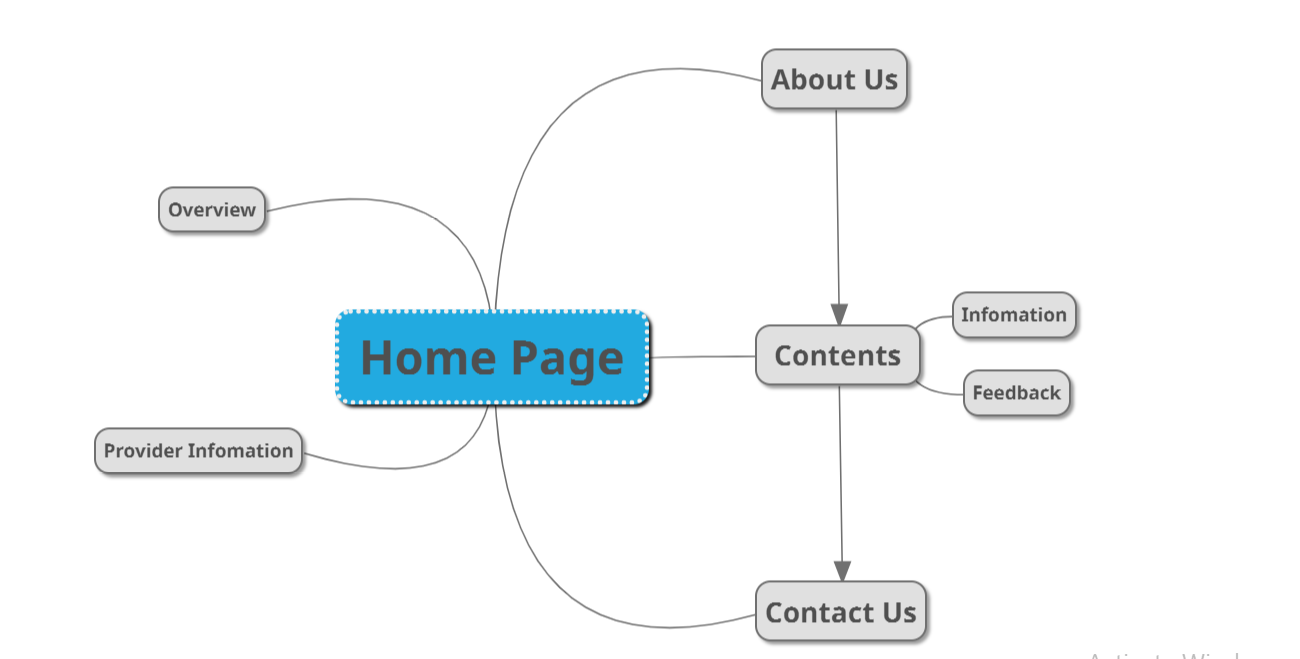 About Us
Overview
Infomation
Home Page
Contents
Feedback
Provider Infomation
Contact Us